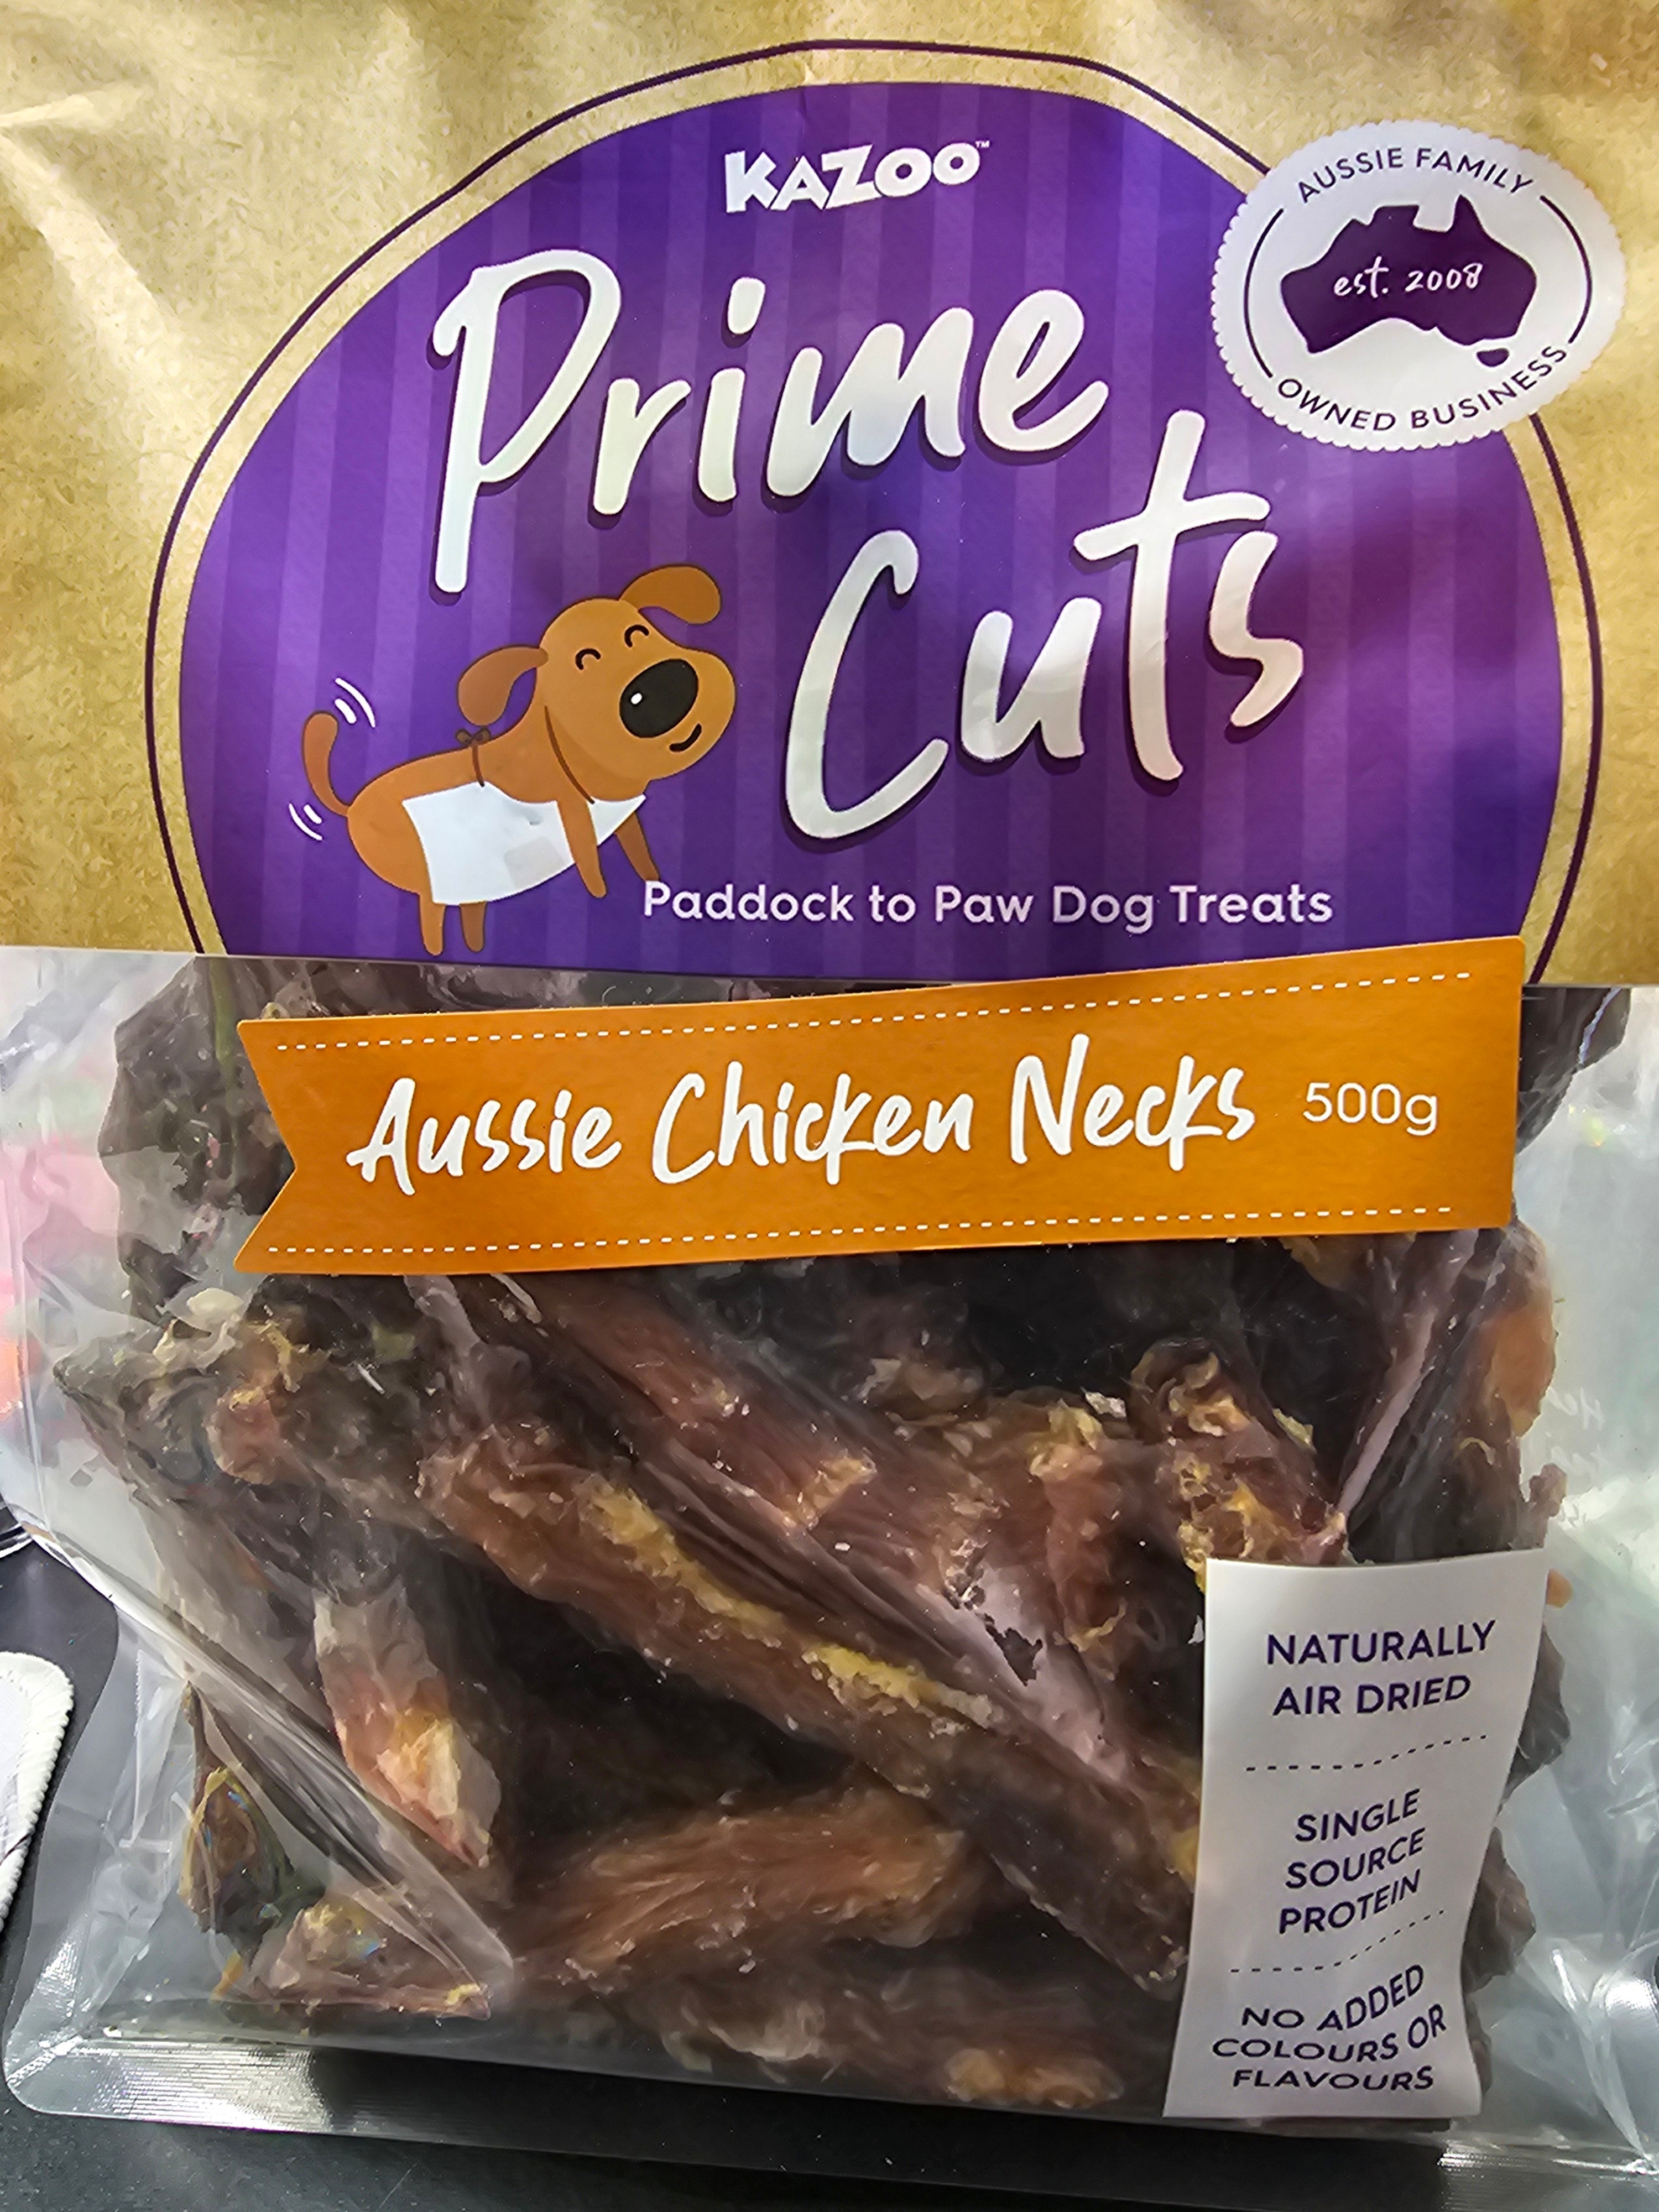 KAZOO™
AUSSIE FAMILY
est. 2008
OWNED BUSINESS
Prime
Cuts
Paddock to Paw Dog Treats
Aussie Chicken Necks 500g
NATURALLY
AIR DRIED
SINGLE
SOURCE
PROTEIN
NO ADDED
COLOURS OR
FLAVOURS